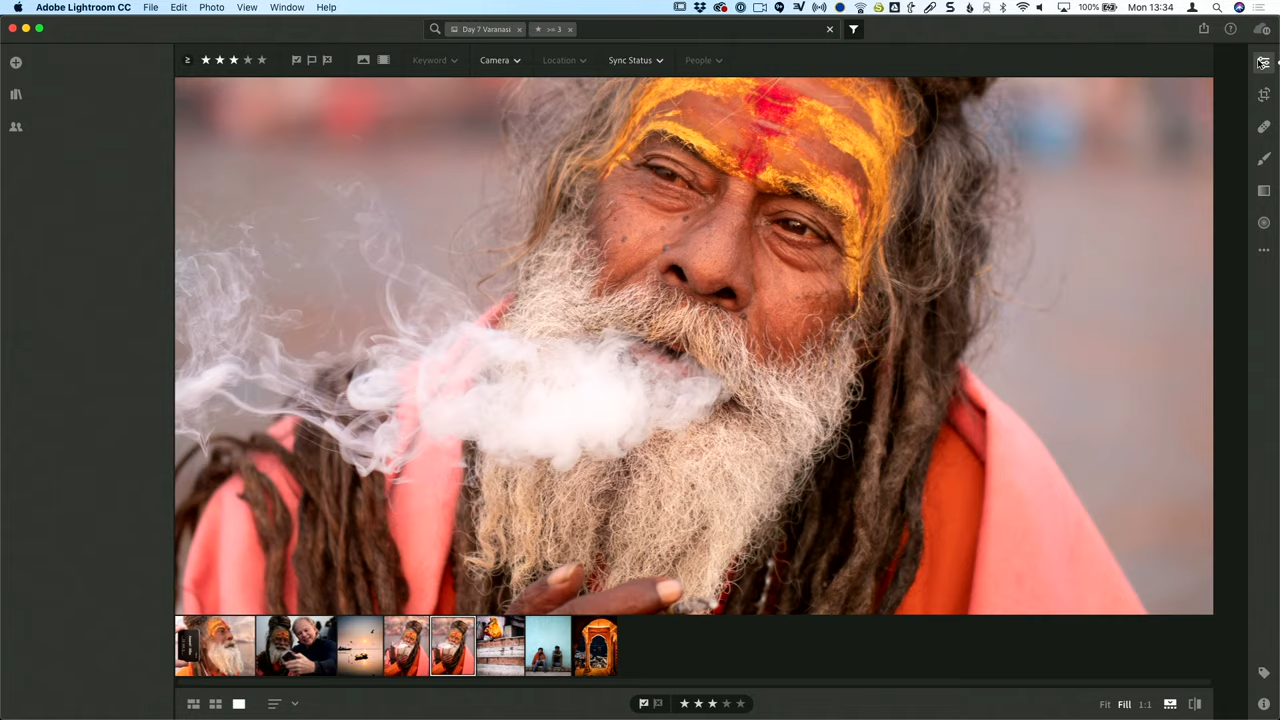 Adobe Lightroom CC File Edit Photo View Window Help 100% Mon 13:34
Day 7 Varanasi × >= 3 ×
Keyword Camera Location Sync Status People
Fit Fill 1:1